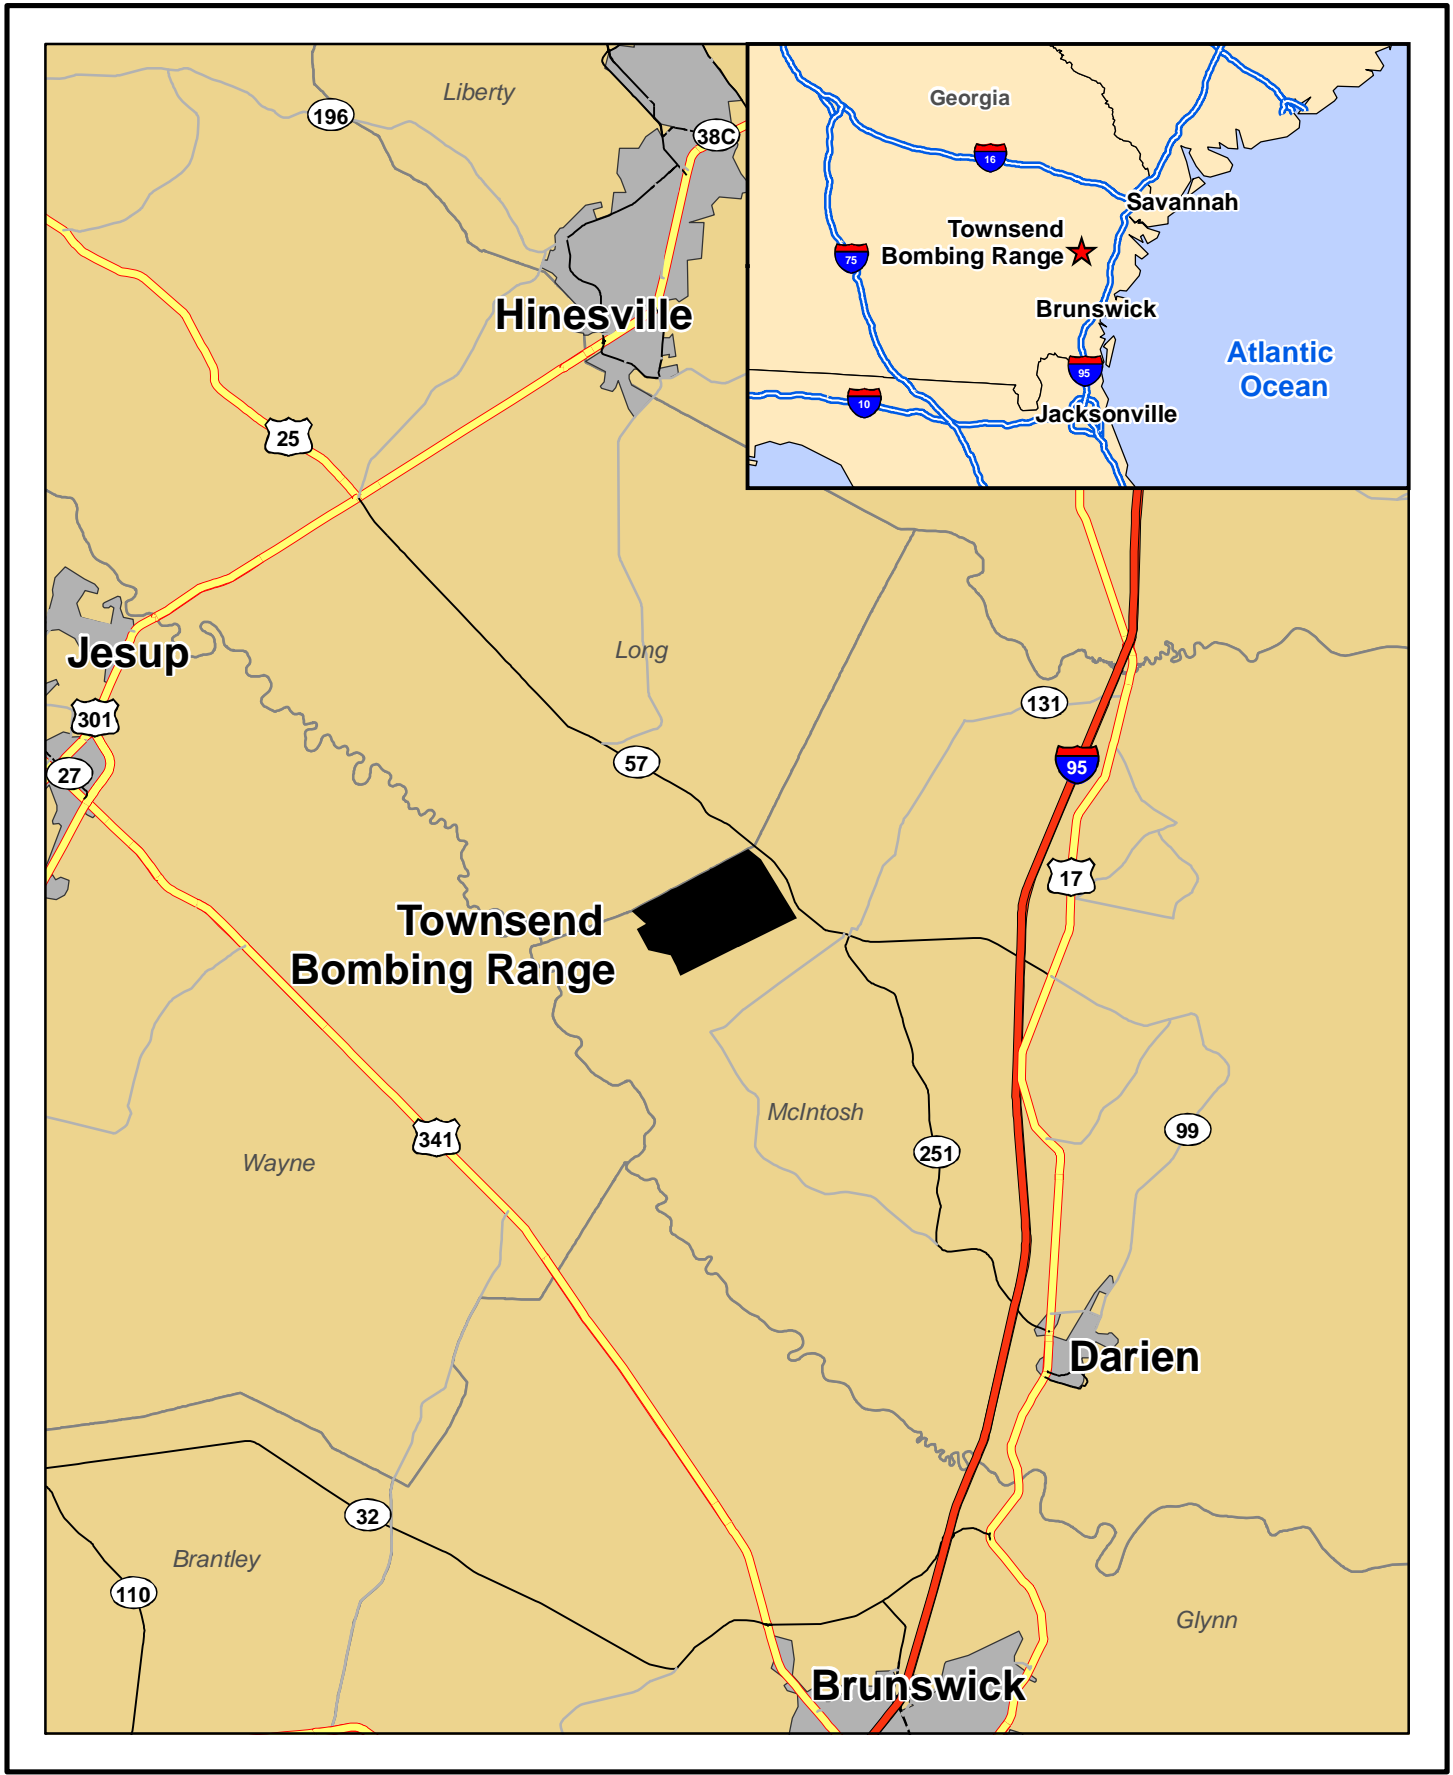 Liberty
196
38C
Georgia
16
Savannah
Townsend
Bombing Range
75
Brunswick
Atlantic
Ocean
95
10
Jacksonville
Hinesville
25
Long
Jesup
301
27
131
57
95
17
Townsend
Bombing Range
McIntosh
99
341
251
Wayne
Darien
32
Brantley
110
Glynn
Brunswick